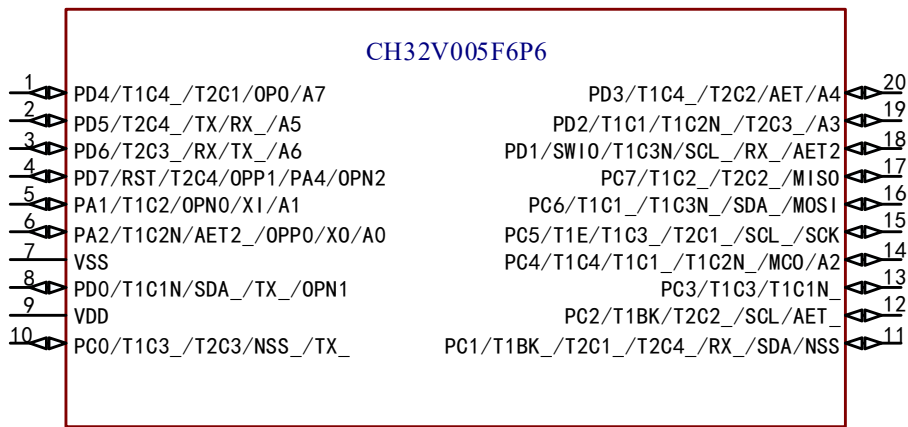 CH32V005F6P6
1 PD4/T1C4_/T2C1/OPO/A7
2 PD5/T2C4_/TX/RX_/A5
3 PD6/T2C3_/RX/TX_/A6
4 PD7/RST/T2C4/OPP1/PA4/OPN2
5 PA1/T1C2/OPN0/XI/A1
6 PA2/T1C2N/AET2_/OPP0/XO/A0
7 VSS
8 PD0/T1C1N/SDA_/TX_/OPN1
9 VDD
10 PC0/T1C3_/T2C3/NSS_/TX_
PD3/T1C4_/T2C2/AET/A4 20
PD2/T1C1/T1C2N_/T2C3_/A3 19
PD1/SWIO/T1C3N/SCL_/RX_/AET2 18
PC7/T1C2_/T2C2_/MISO 17
PC6/T1C1_/T1C3N_/SDA_/MOSI 16
PC5/T1E/T1C3_/T2C1_/SCL_/SCK 15
PC4/T1C4/T1C1_/T1C2N_/MCO/A2 14
PC3/T1C3/T1C1N_ 13
PC2/T1BK/T2C2_/SCL/AET_ 12
PC1/T1BK_/T2C1_/T2C4_/RX_/SDA/NSS 11